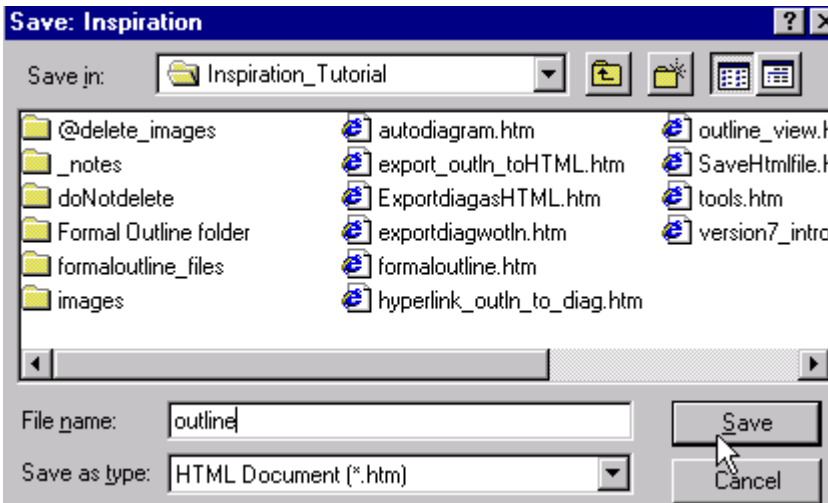 Save: Inspiration
Save in: Inspiration_Tutorial
@delete_images autodiagram.htm outline_view.h
_notes export_outln_toHTML.htm SaveHtmlfile.h
doNotdelete ExportdiagasHTML.htm tools.htm
Formal Outline folder exportdiagwotln.htm version7_intro
formaloutline_files formaloutline.htm
images hyperlink_outln_to_diag.htm
File name: outline Save
Save as type: HTML Document (*.htm) Cancel